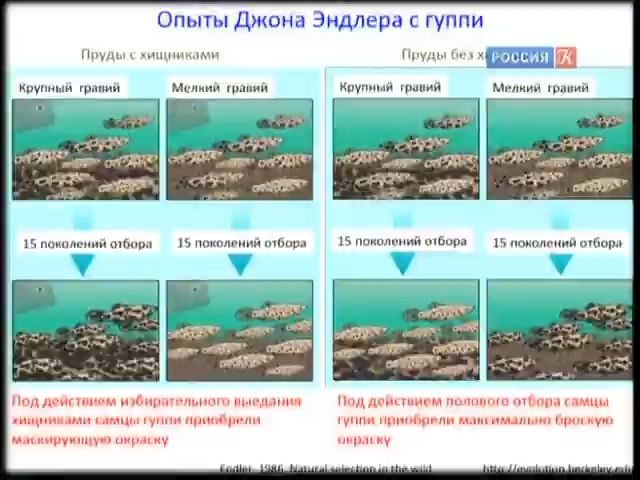 Опыты Джона Эндлера с гуппи
Пруды с хищниками
Пруды без
РОССИЯ К
Крупный гравий
Мелкий гравий
Крупный гравий
Мелкий гравий
15 поколений отбора
15 поколений отбора
15 поколений отбора
15 поколений отбора
Под действием избирательного выедания
хищниками самцы гуппи приобрели
маскирующую окраску
Под действием полового отбора самцы
гуппи приобрели максимально броскую
окраску
Endler, 1986. Natural selection in the wild
http://evolution.berkeley.edu